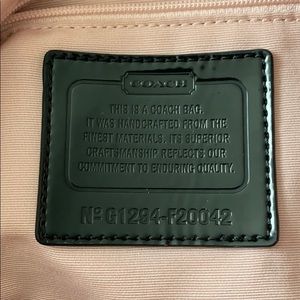 COACH
THIS IS A COACH BAG.
IT WAS HANDCRAFTED FROM THE
FINEST MATERIALS. ITS SUPERIOR
CRAFTSMANSHIP REFLECTS OUR
COMMITMENT TO ENDURING QUALITY.
Nº G1294-F20042